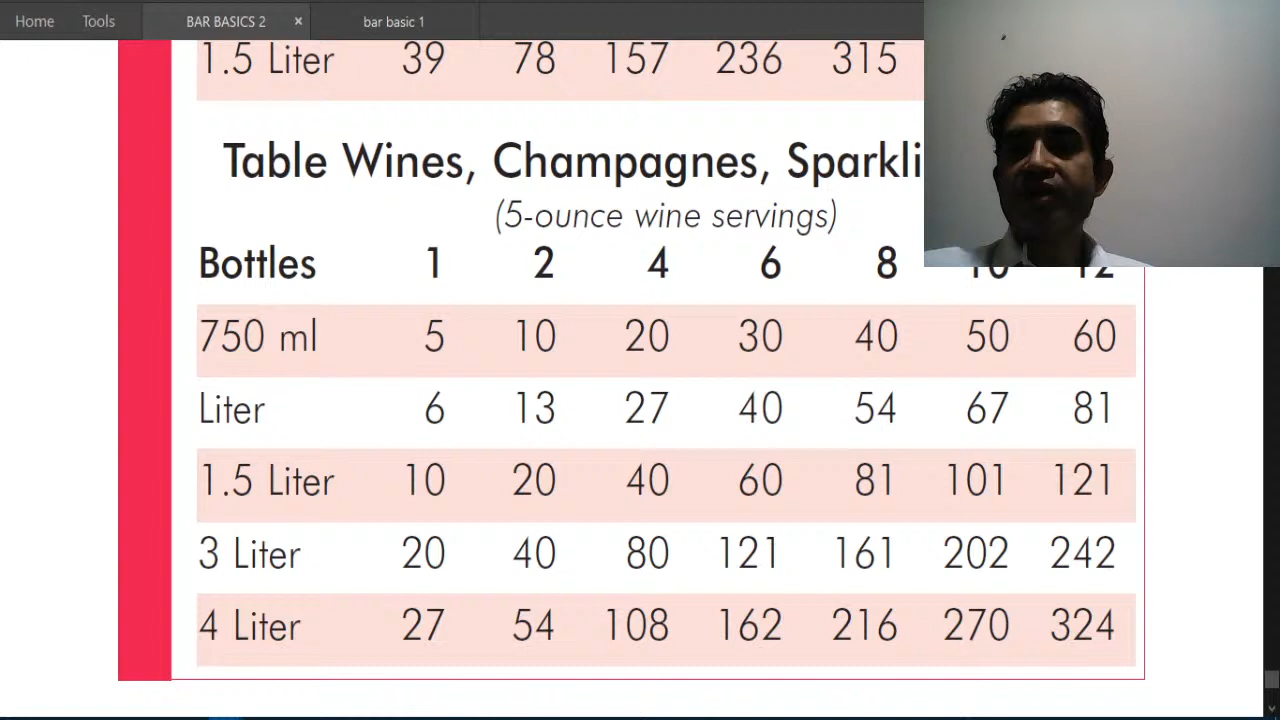 Home Tools BAR BASICS 2 × bar basic 1
1.5 Liter 39 78 157 236 315
Table Wines, Champagnes,
(5-ounce wine servings)
Bottles 1 2 4 6 8 10 12
750 ml 5 10 20 30 40 50 60
Liter 6 13 27 40 54 67 81
1.5 Liter 10 20 40 60 81 101 121
3 Liter 20 40 80 121 161 202 242
4 Liter 27 54 108 162 216 270 324